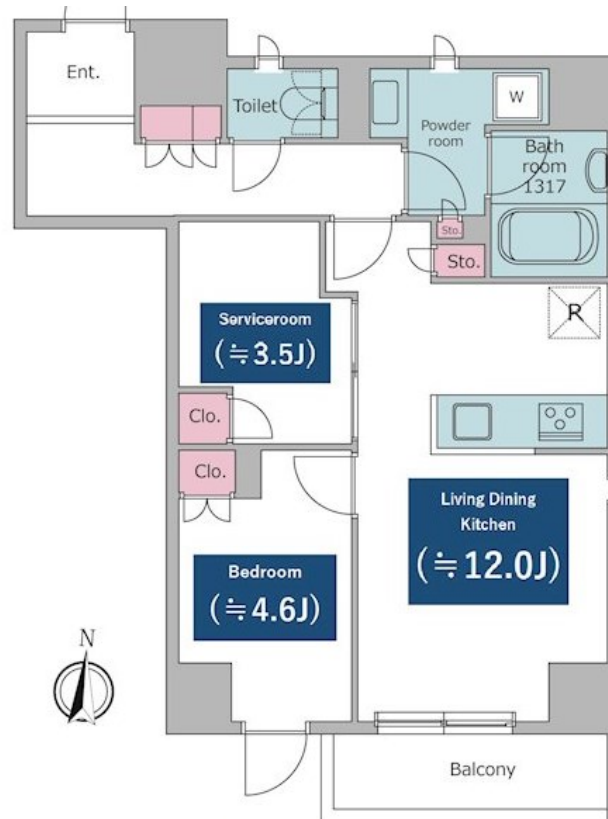 Ent.
Toilet
W
Powder
room
Bath
room
1317
Sto.
Sto.
R
Serviceroom
(≒3.5J)
Clo.
Clo.
Living Dining
Kitchen
(≒12.0J)
Bedroom
(≒4.6J)
N
Balcony